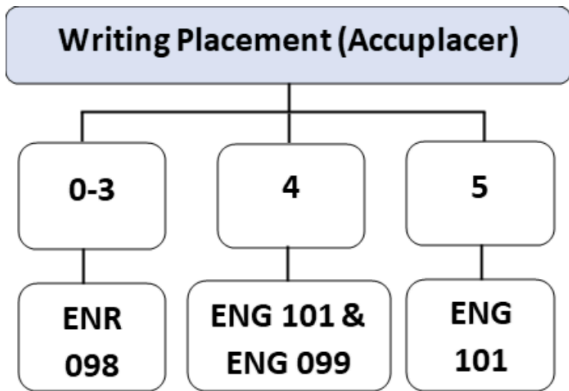 Writing Placement (Accuplacer)
0-3
4
5
ENR
098
ENG 101 &
ENG 099
ENG
101